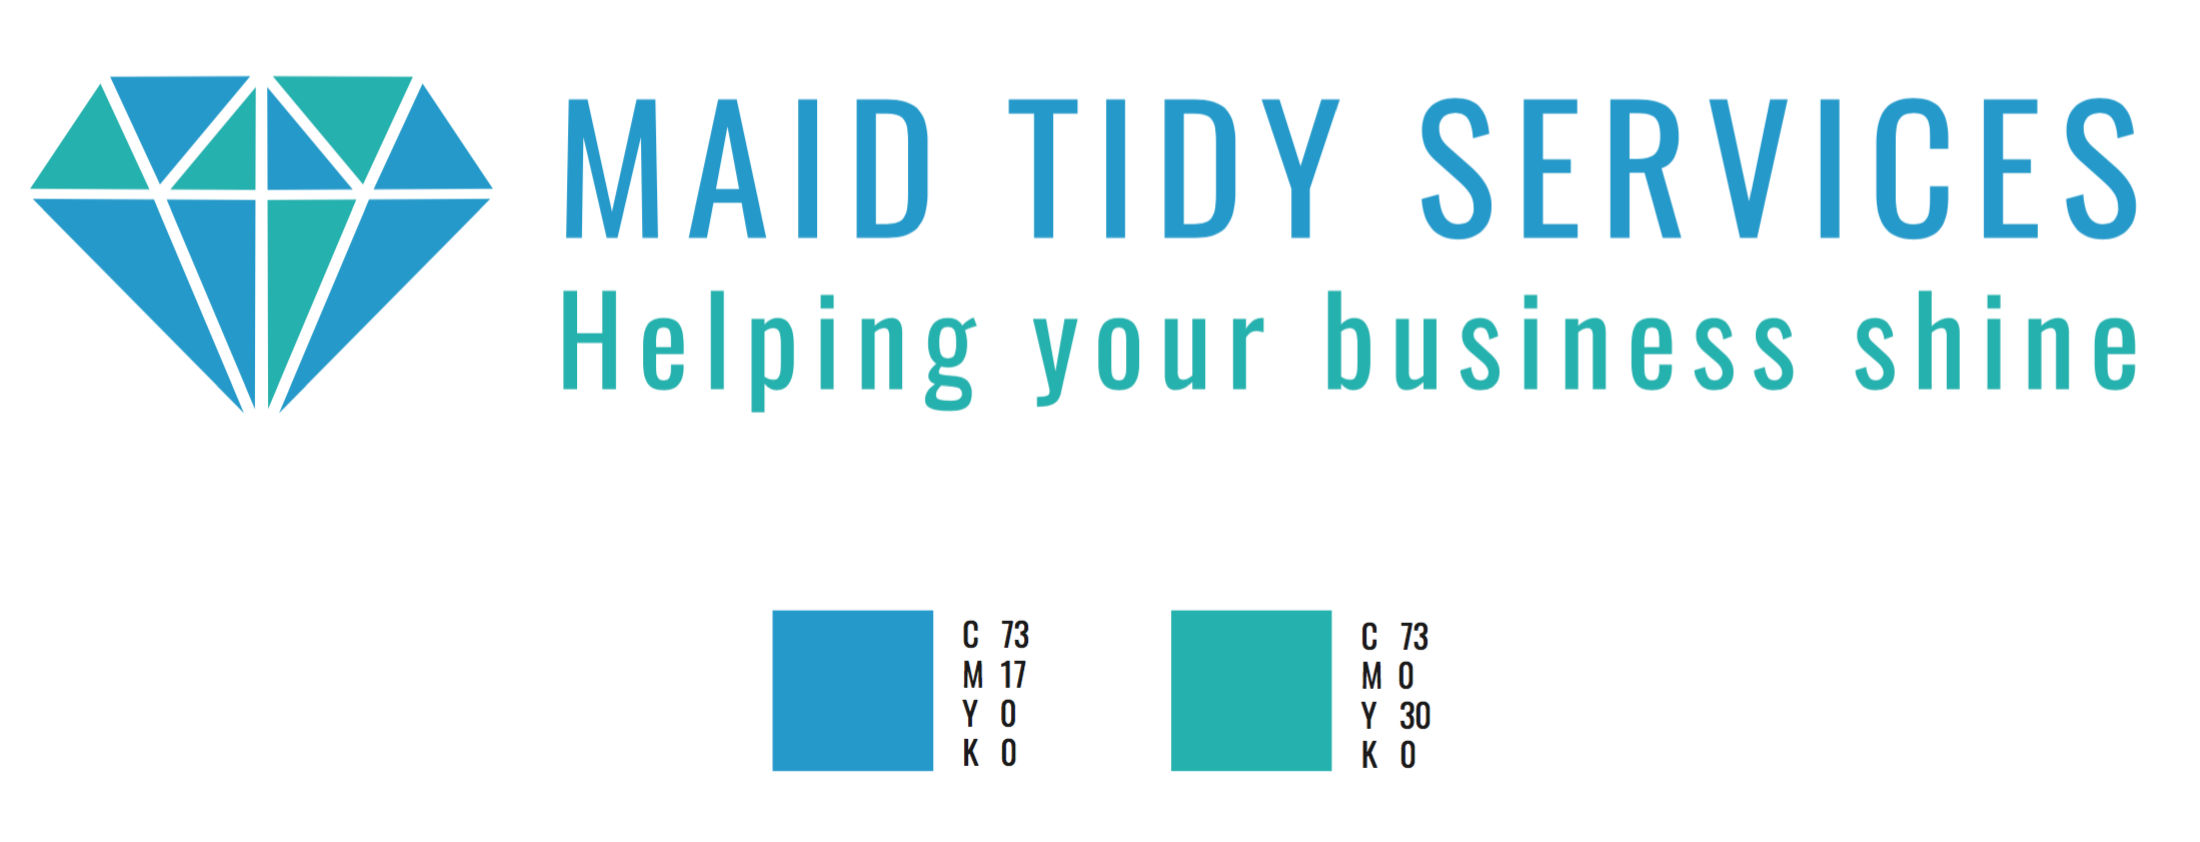 MAID TIDY SERVICES
Helping your business shine
C 73
M 17
Y 0
K 0
C 73
M 0
Y 30
K 0